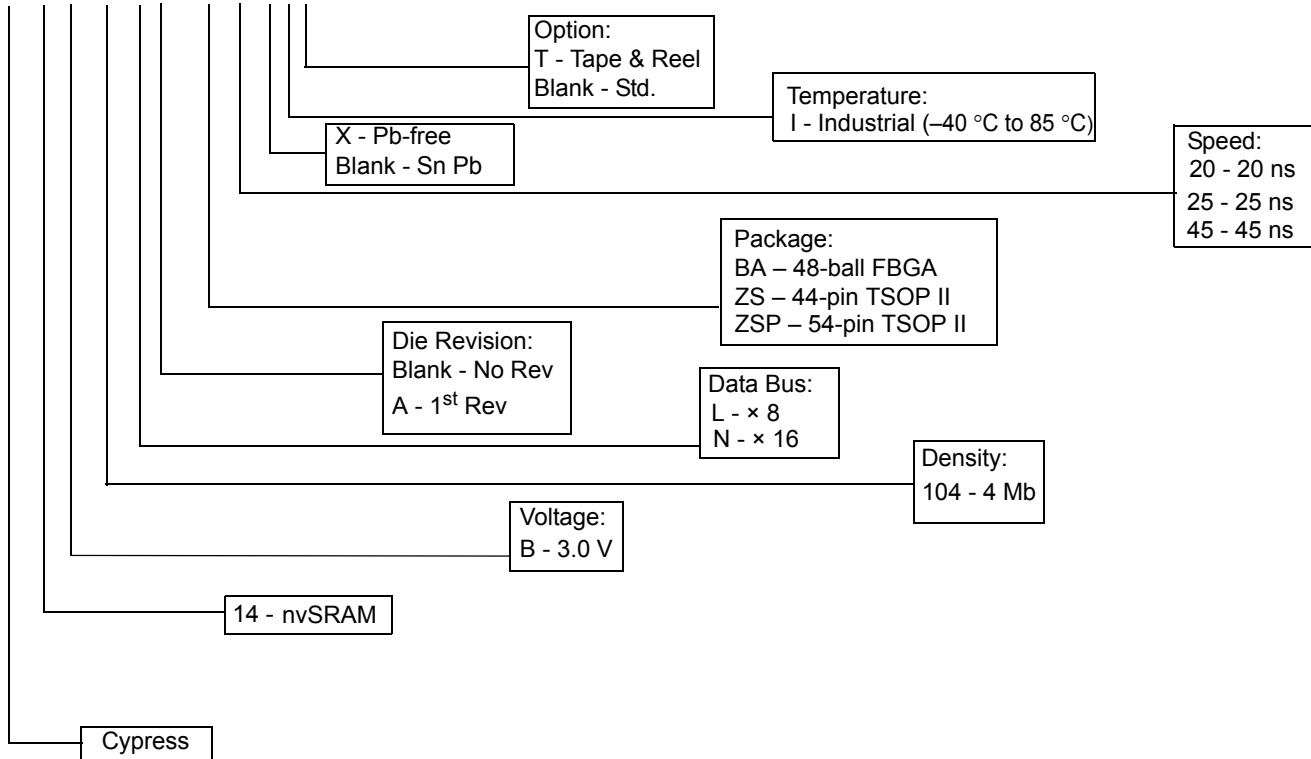 Option:
T - Tape & Reel
Blank - Std.
Temperature:
I - Industrial (–40 °C to 85 °C)
X - Pb-free
Blank - Sn Pb
Speed:
20 - 20 ns
25 - 25 ns
45 - 45 ns
Package:
BA – 48-ball FBGA
ZS – 44-pin TSOP II
ZSP – 54-pin TSOP II
Die Revision:
Blank - No Rev
A - 1st Rev
Data Bus:
L - × 8
N - × 16
Density:
104 - 4 Mb
Voltage:
B - 3.0 V
14 - nvSRAM
Cypress